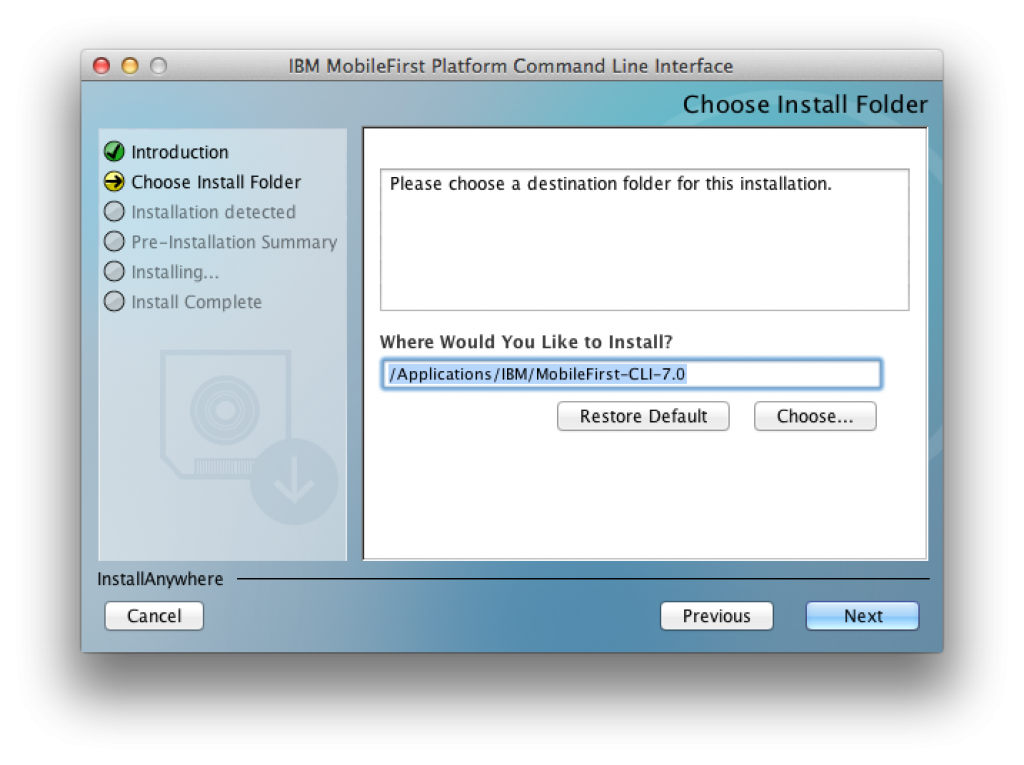 IBM MobileFirst Platform Command Line Interface
Choose Install Folder
Introduction
Choose Install Folder
Installation detected
Pre-Installation Summary
Installing...
Install Complete
Please choose a destination folder for this installation.
Where Would You Like to Install?
/Applications/IBM/MobileFirst-CLI-7.0
Restore Default
Choose...
InstallAnywhere
Cancel
Previous
Next